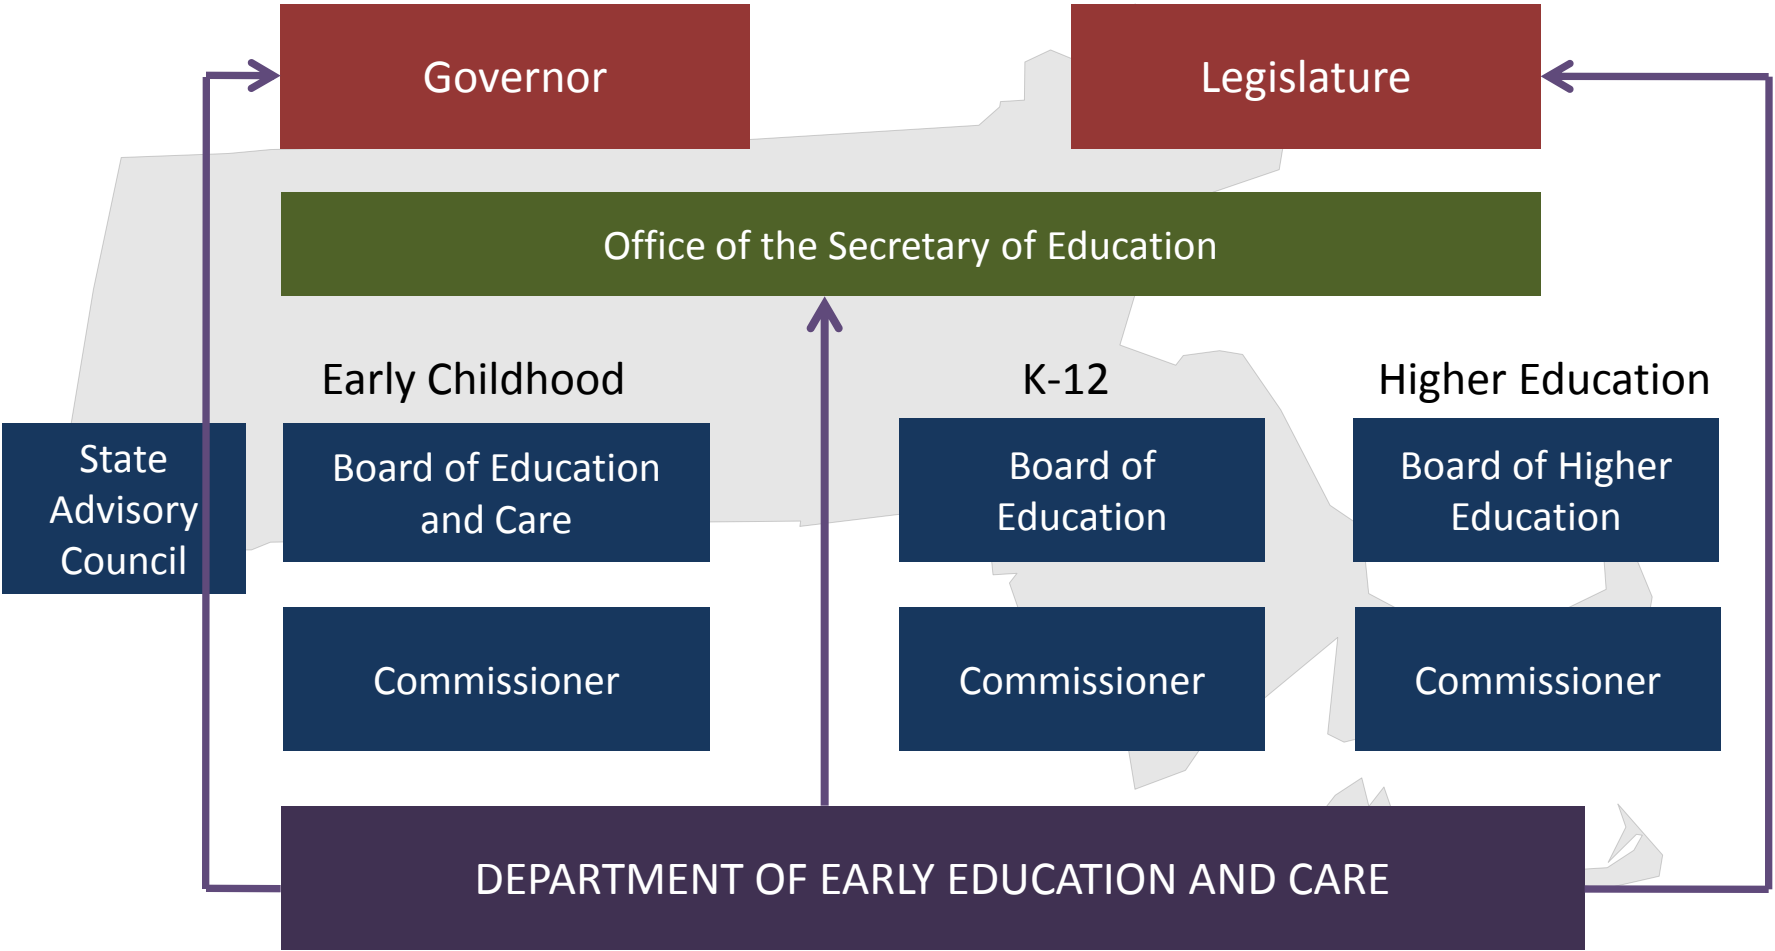 Governor
Legislature
Office of the Secretary of Education
Early Childhood
K-12
Higher Education
State
Advisory
Council
Board of Education
and Care
Board of
Education
Board of Higher
Education
Commissioner
Commissioner
Commissioner
DEPARTMENT OF EARLY EDUCATION AND CARE